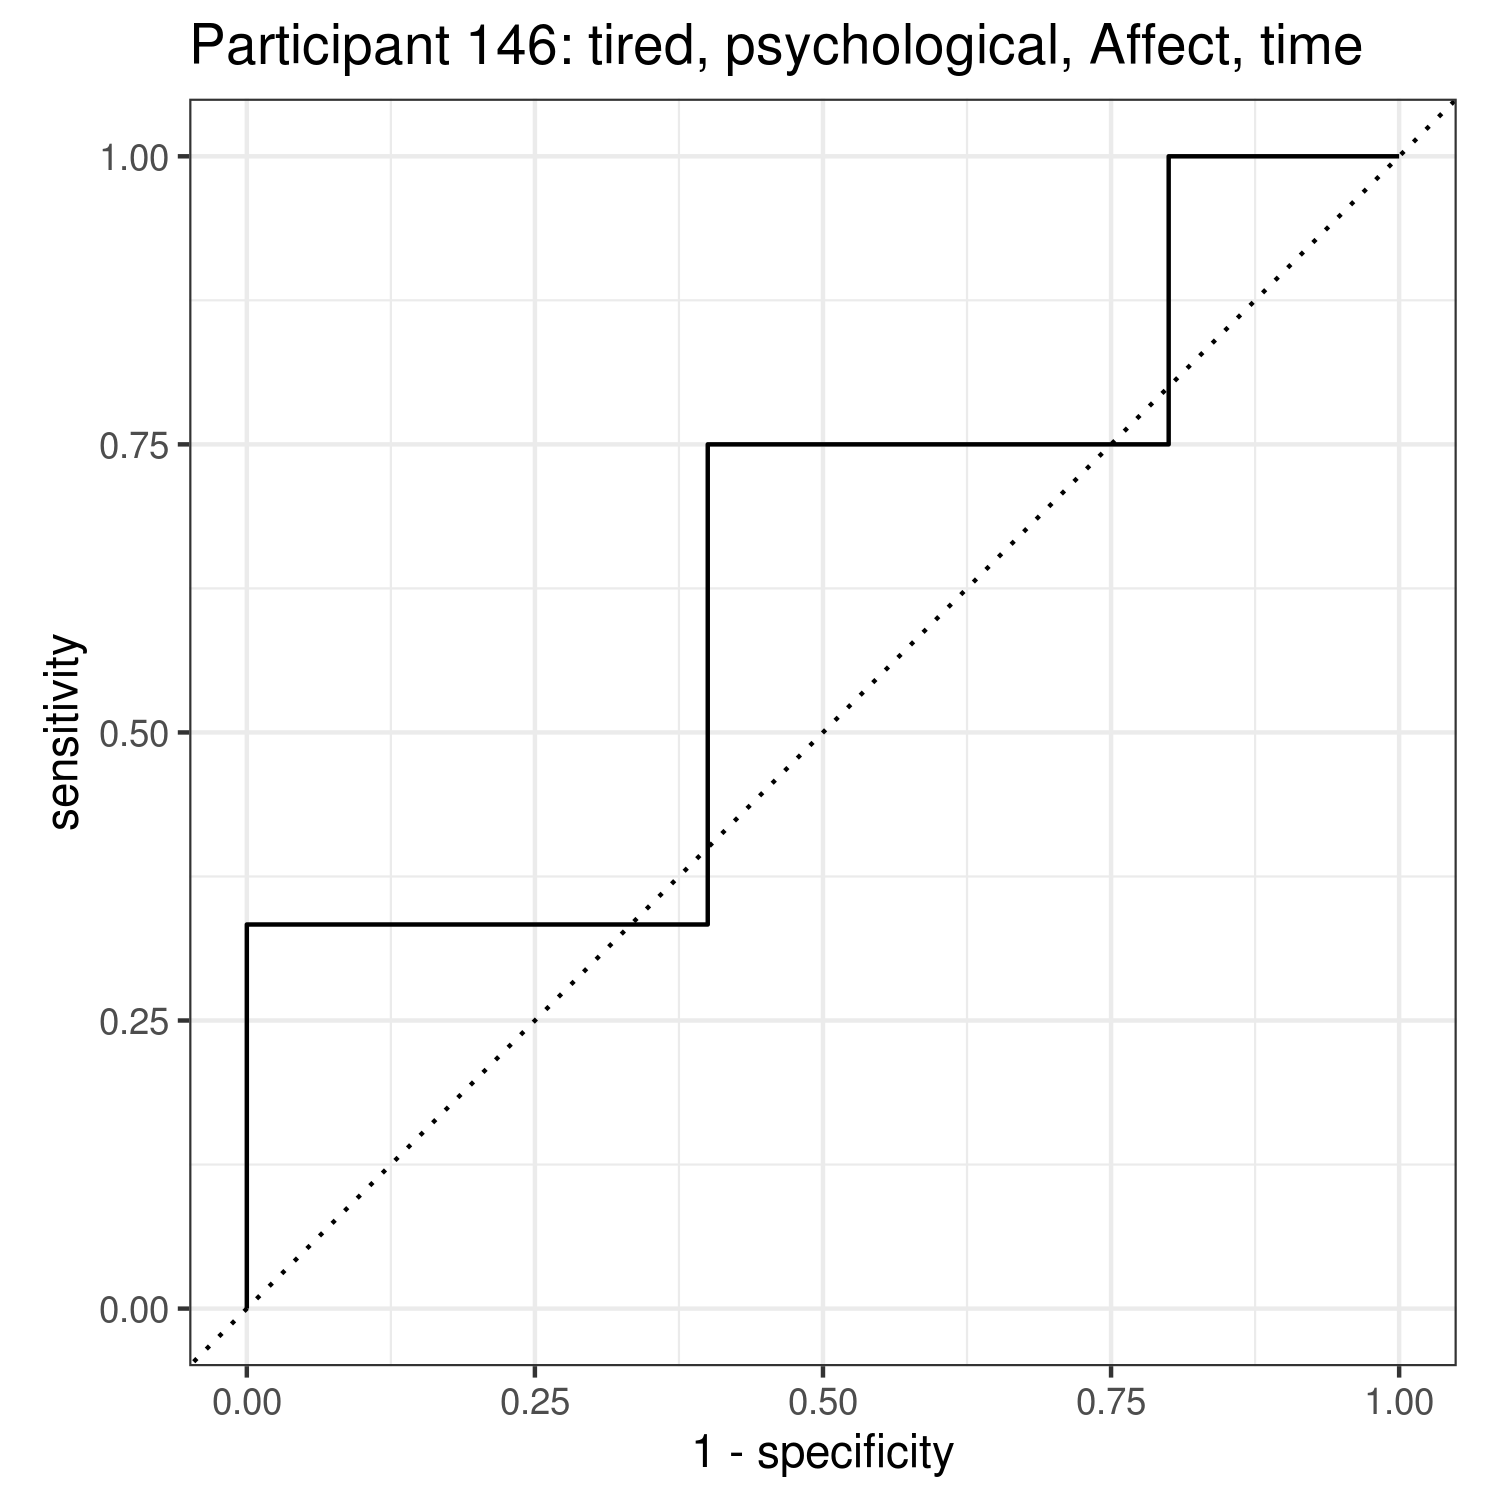 Participant 146: tired, psychological, Affect, time
1.00
0.75
0.50
0.25
0.00
sensitivity
0.00 0.25 0.50 0.75 1.00
1 - specificity